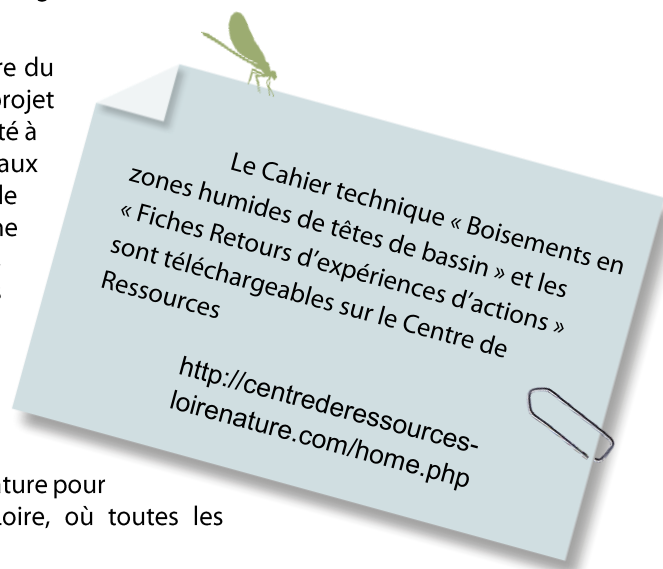 re du
rojet
té à
aux
le
ne
Le Cahier technique « Boisements en
zones humides de têtes de bassin » et les
« Fiches Retours d’expériences d’actions »
sont téléchargeables sur le Centre de
Ressources
http://centrederessources-
loirenature.com/home.php
ture pour
oire, où toutes les